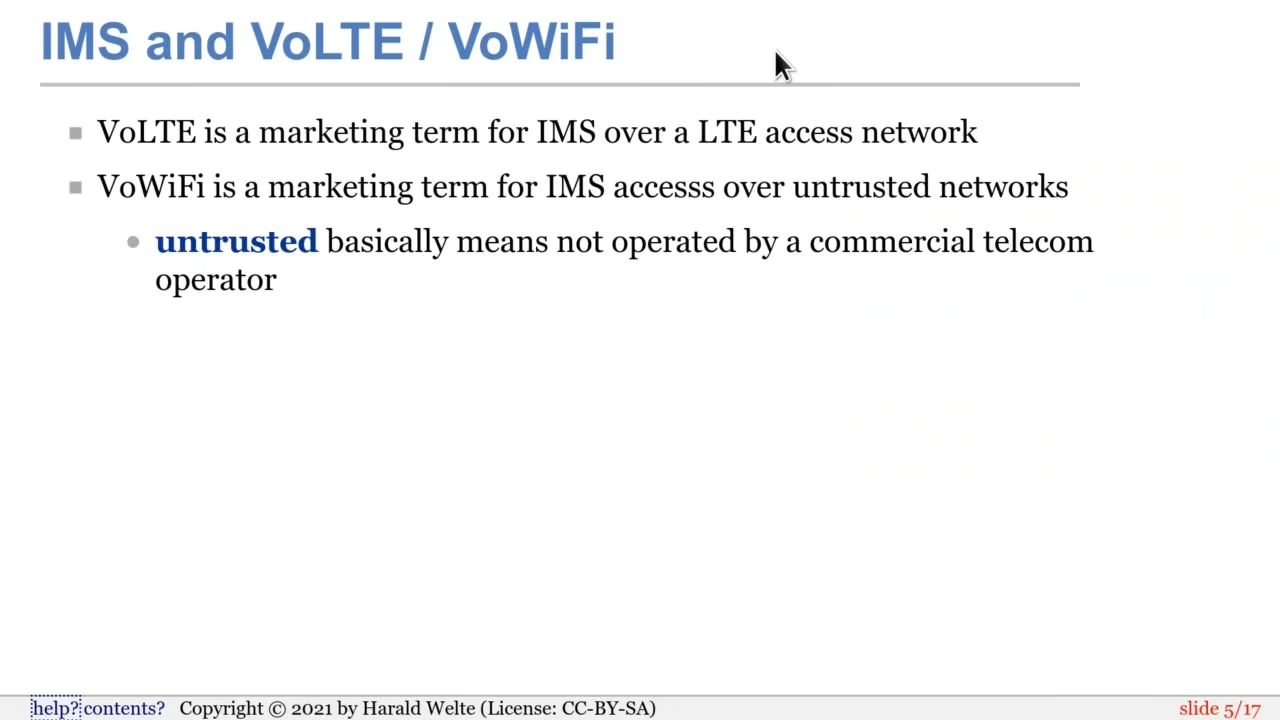 IMS and VoLTE / VoWiFi
VoLTE is a marketing term for IMS over a LTE access network
VoWiFi is a marketing term for IMS accesss over untrusted networks
untrusted basically means not operated by a commercial telecom
operator
help? contents? Copyright © 2021 by Harald Welte (License: CC-BY-SA) slide 5/17